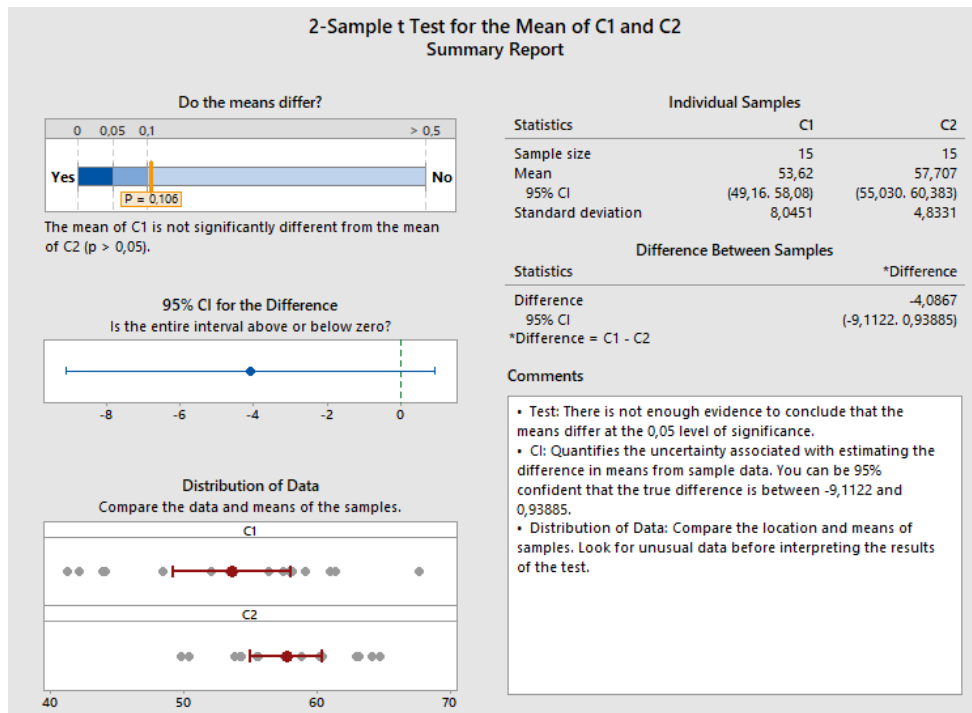 2-Sample t Test for the Mean of C1 and C2
Summary Report
Do the means differ?
0 0,05 0,1 > 0,5
Yes No
P = 0,106
The mean of C1 is not significantly different from the mean
of C2 (p > 0,05).
95% CI for the Difference
Is the entire interval above or below zero?
-8 -6 -4 -2 0
Distribution of Data
Compare the data and means of the samples.
C1
C2
40 50 60 70
Individual Samples
Statistics C1 C2
Sample size 15 15
Mean 53,62 57,707
95% CI (49,16. 58,08) (55,030. 60,383)
Standard deviation 8,0451 4,8331
Difference Between Samples
Statistics *Difference
Difference -4,0867
95% CI (-9,1122. 0,93885)
*Difference = C1 - C2
Comments
• Test: There is not enough evidence to conclude that the
means differ at the 0,05 level of significance.
• CI: Quantifies the uncertainty associated with estimating the
difference in means from sample data. You can be 95%
confident that the true difference is between -9,1122 and
0,93885.
• Distribution of Data: Compare the location and means of
samples. Look for unusual data before interpreting the results
of the test.